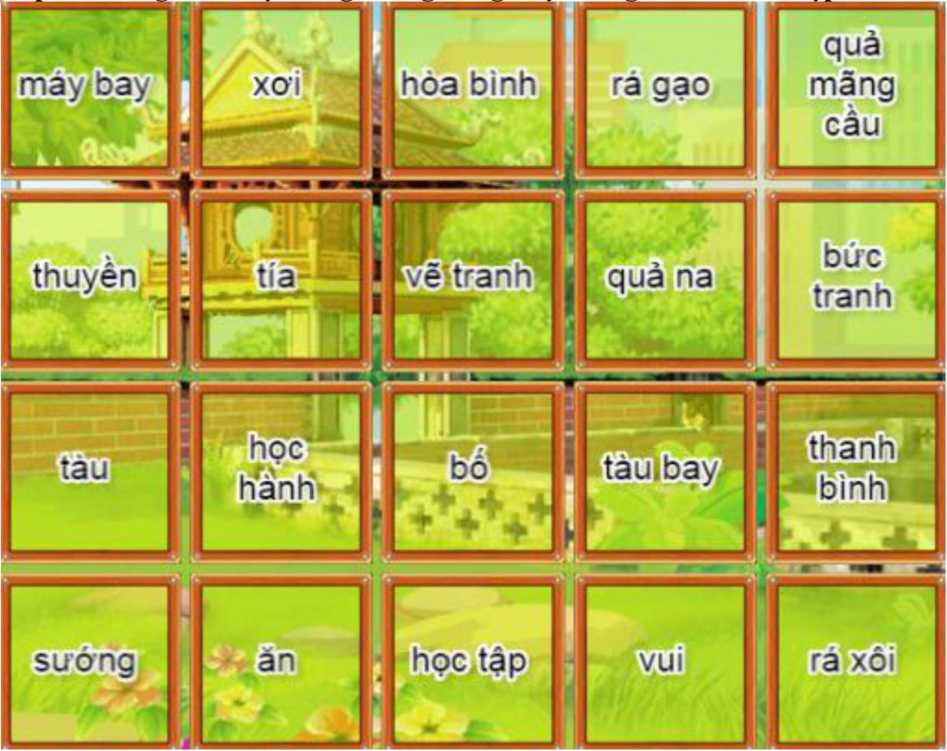 máy bay
xơi
hòa bình
rá gạo
quả
mãng
cầu
thuyền
tía
vẽ tranh
quả na
bức
tranh
tàu
học
hành
bố
tàu bay
thanh
bình
sướng
ăn
học tập
vui
rá xôi